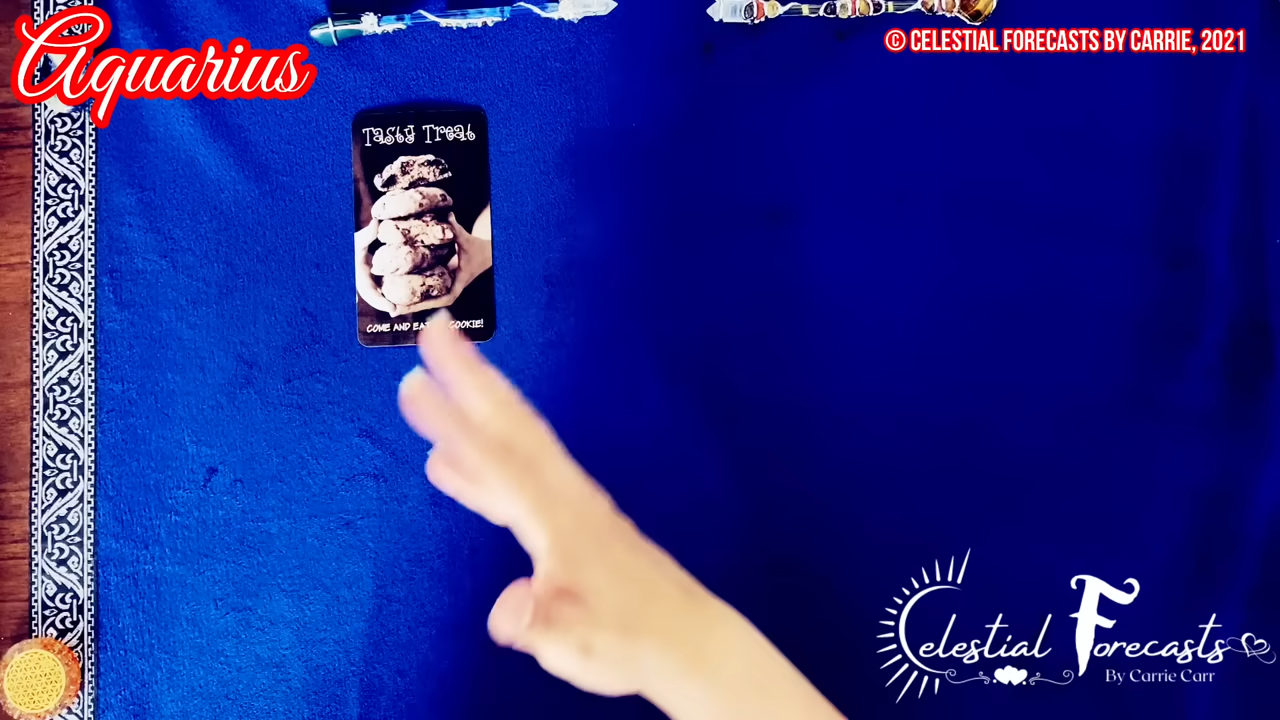 Aquarius
© CELESTIAL FORECASTS BY CARRIE, 2021
Tasty Treat
COME AND EAT COOKIE!
Celestial Forecasts
By Carrie Carr